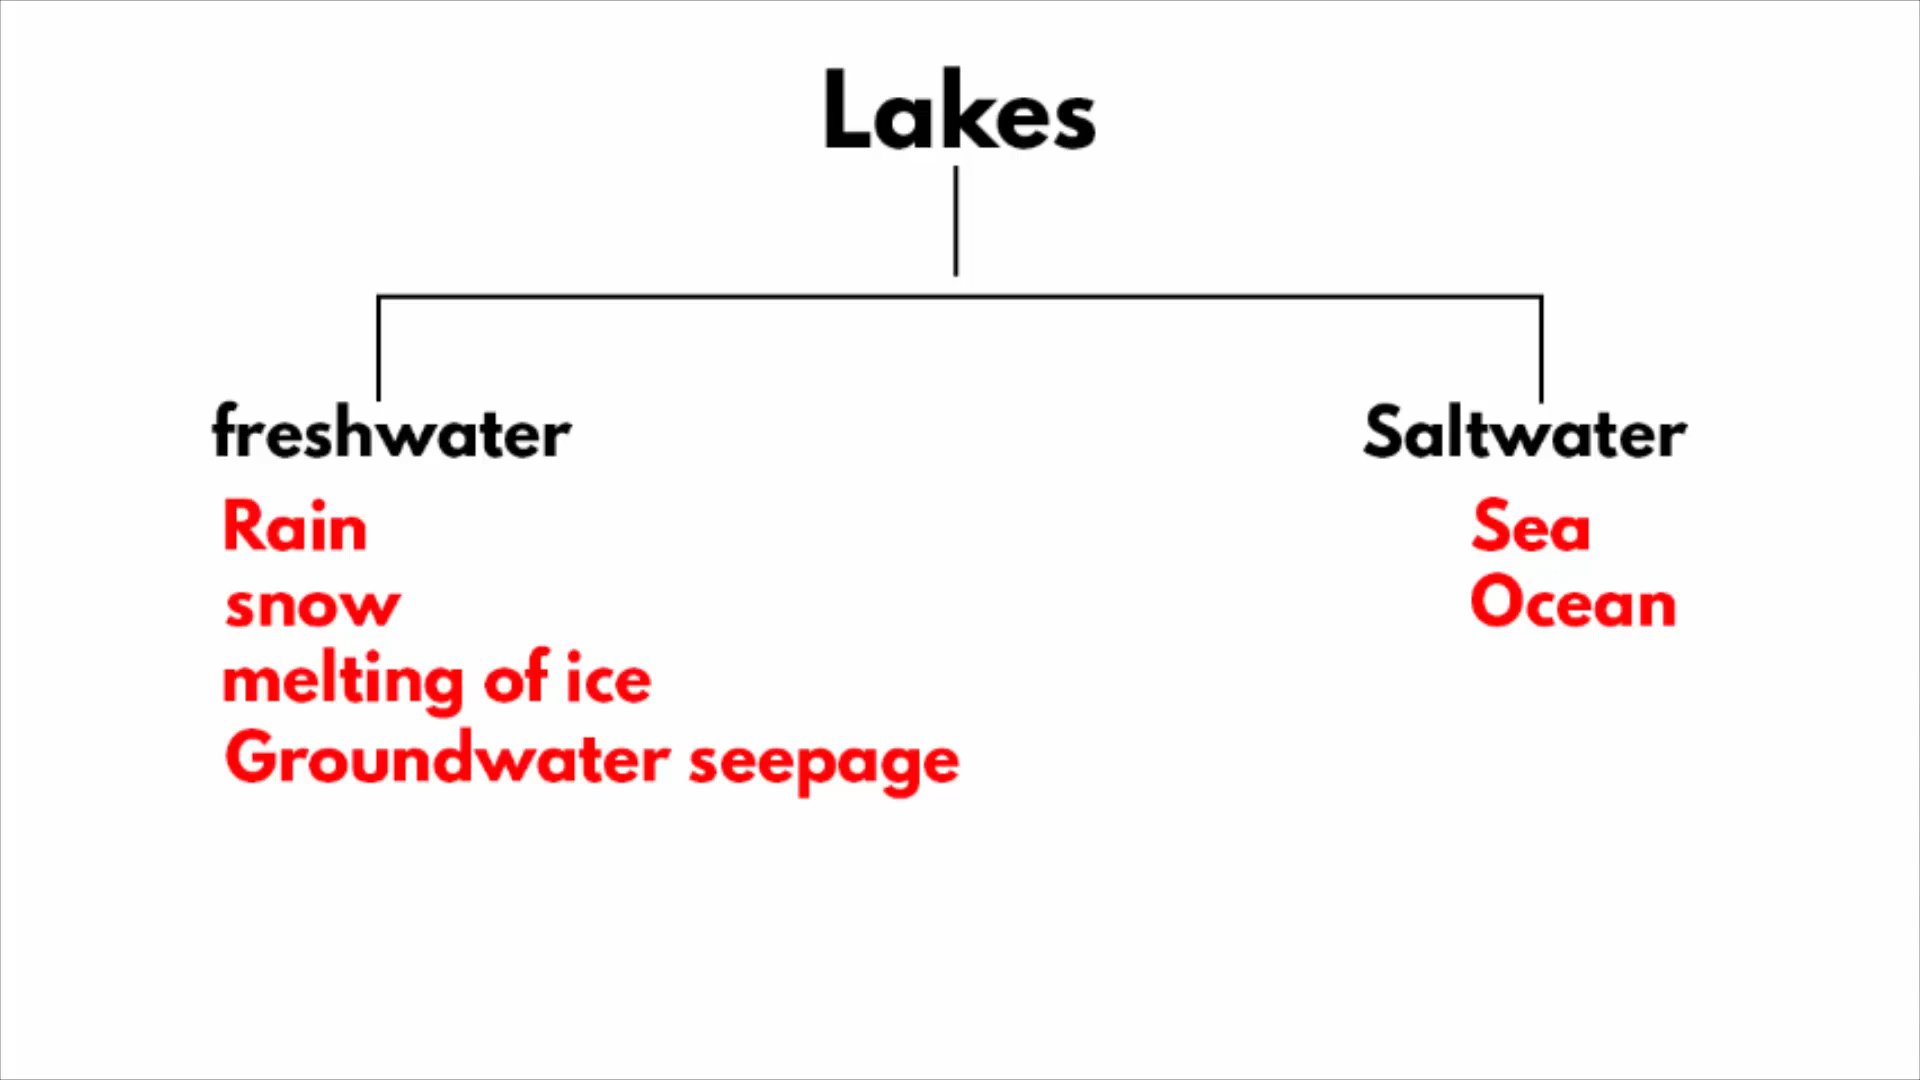 Lakes
freshwater
Rain
snow
melting of ice
Groundwater seepage
Saltwater
Sea
Ocean